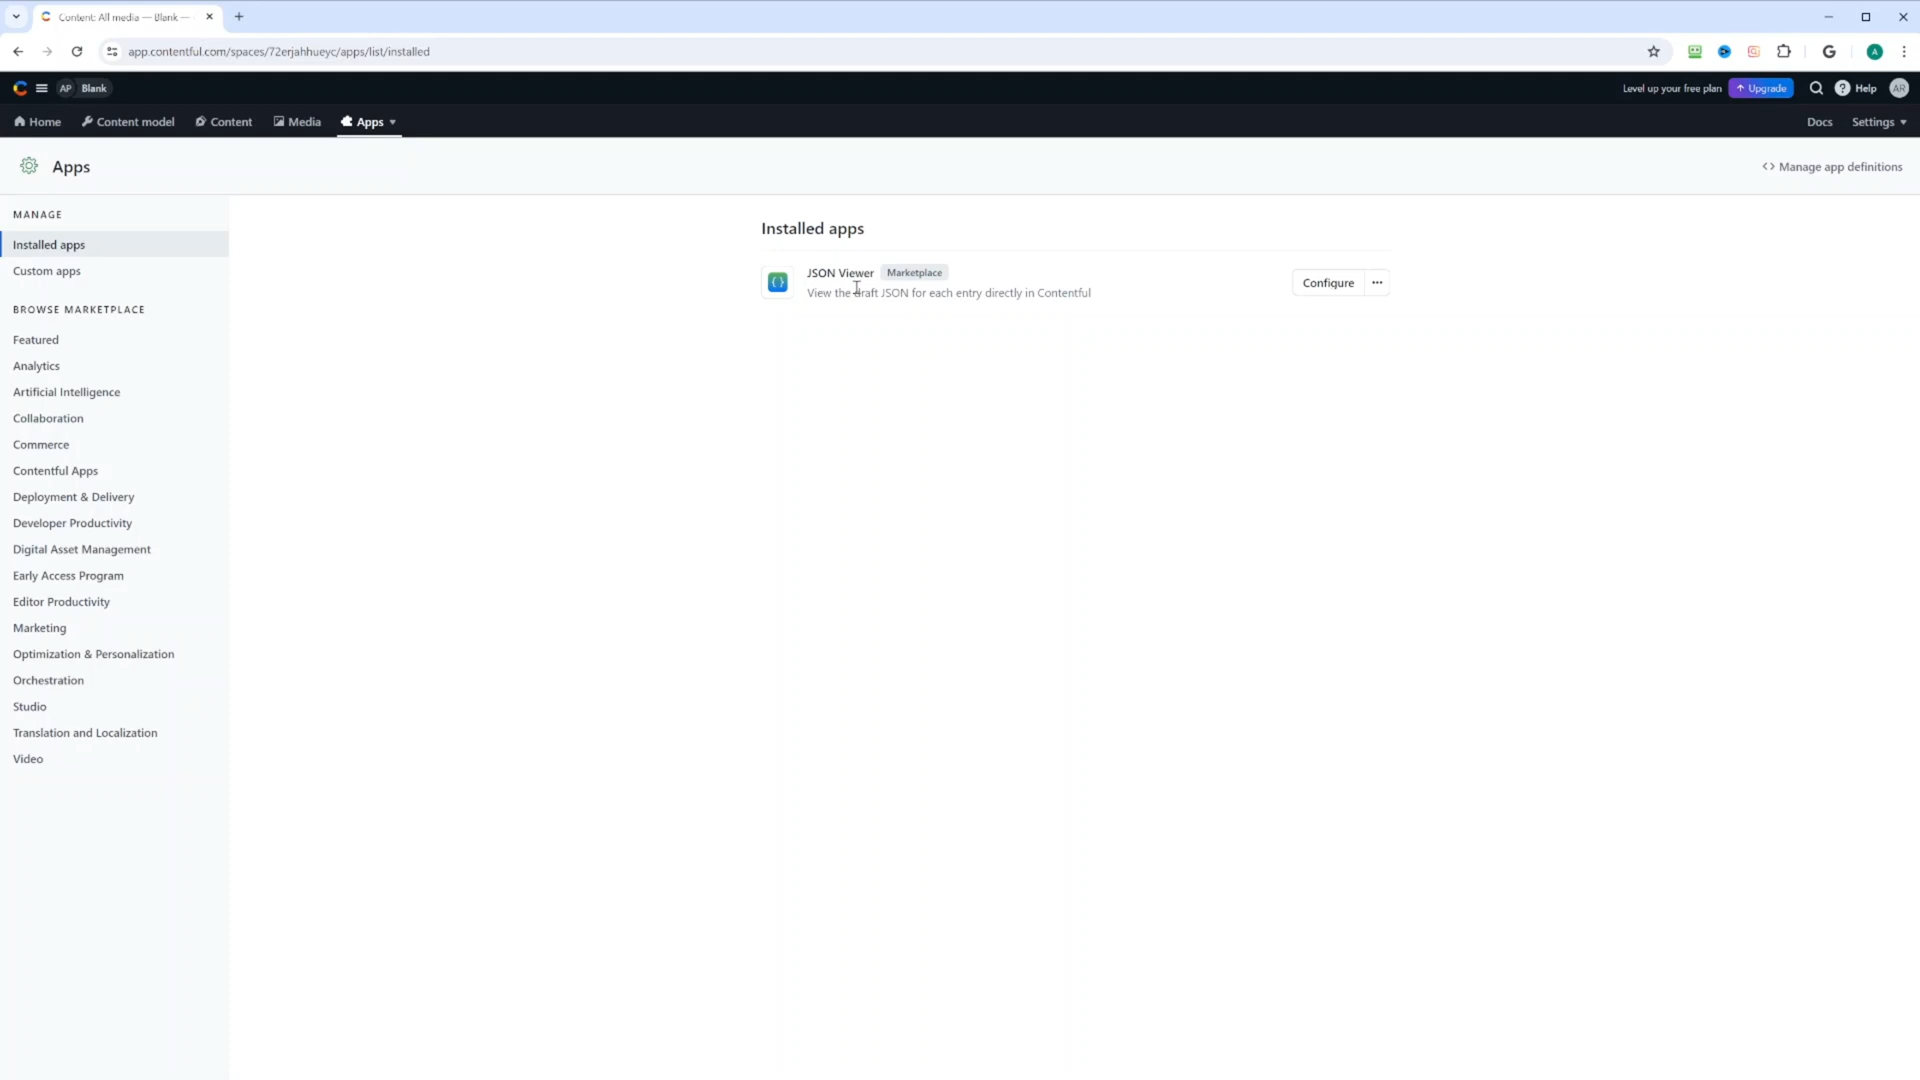 Content: All media — Blank —
app.contentful.com/spaces/72erjahhueyc/apps/list/installed
AP Blank
Level up your free plan
Upgrade
Help
AR
Home
Content model
Content
Media
Apps
Docs
Settings
Apps
<> Manage app definitions
MANAGE
Installed apps
Custom apps
BROWSE MARKETPLACE
Featured
Analytics
Artificial Intelligence
Collaboration
Commerce
Contentful Apps
Deployment & Delivery
Developer Productivity
Digital Asset Management
Early Access Program
Editor Productivity
Marketing
Optimization & Personalization
Orchestration
Studio
Translation and Localization
Video
Installed apps
JSON Viewer Marketplace
View the draft JSON for each entry directly in Contentful
Configure